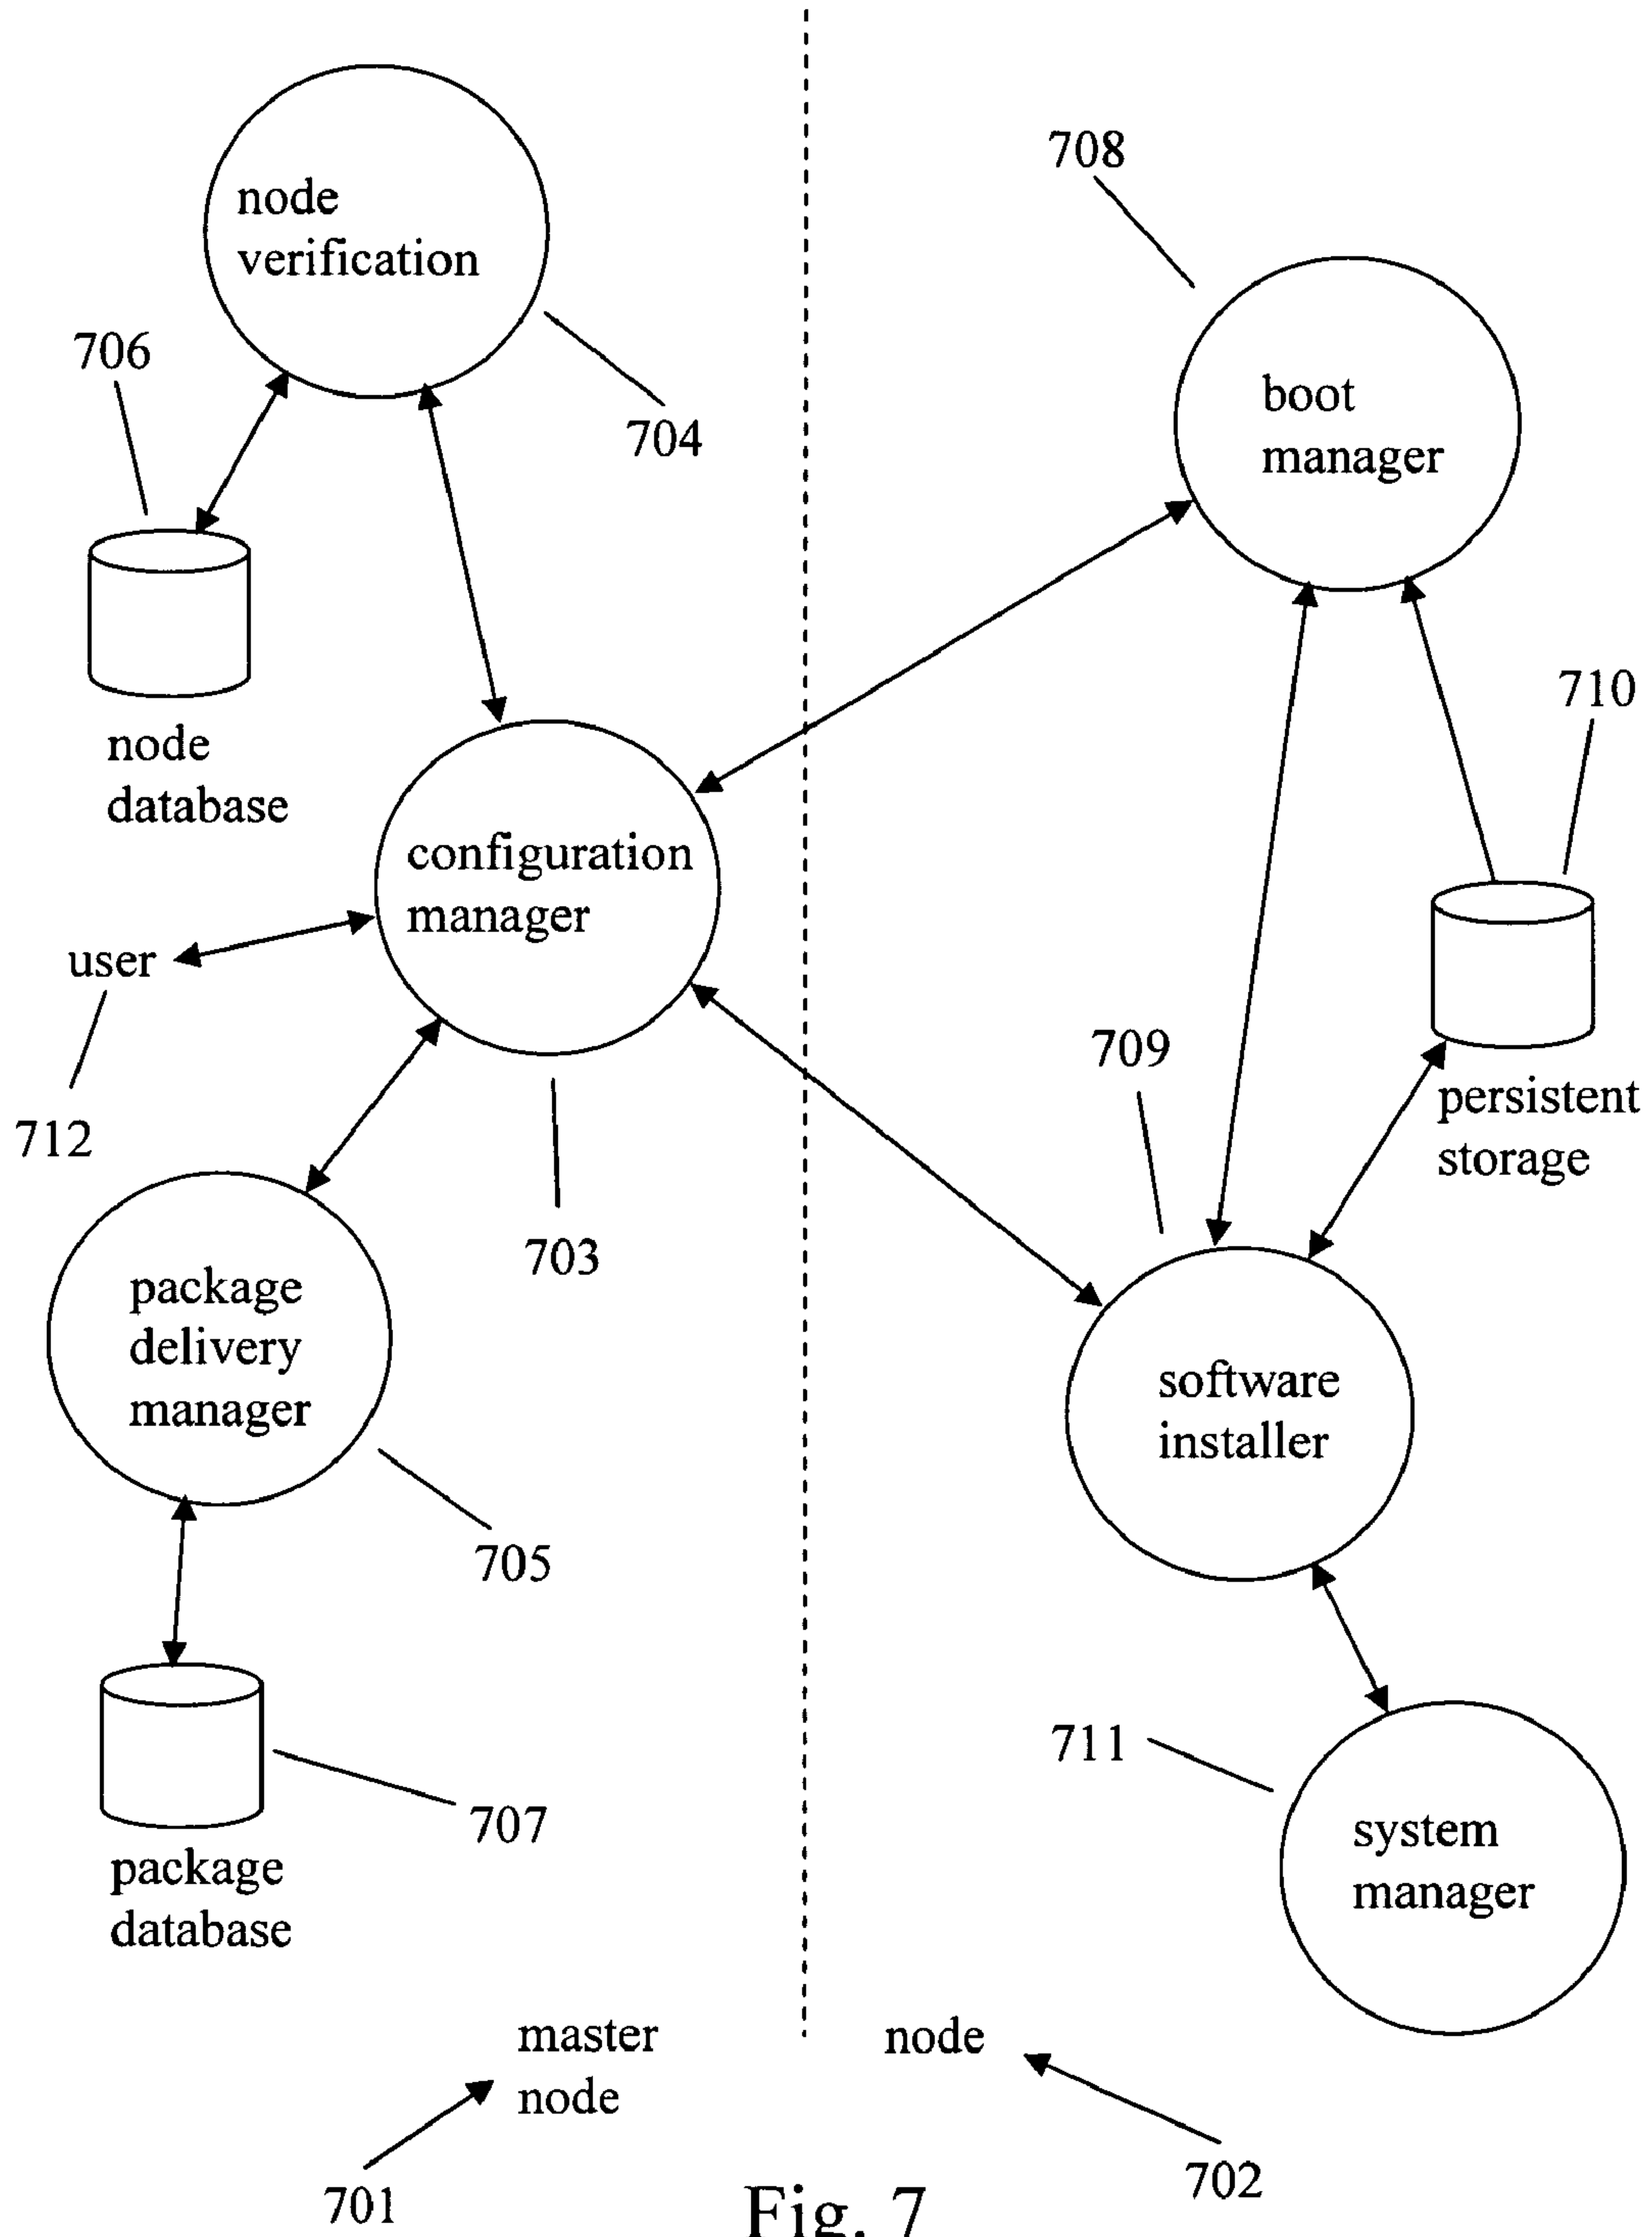 node
verification
706
704
node
database
708
boot
manager
710
configuration
manager
user
712
703
709
persistent
storage
package
delivery
manager
705
software
installer
707
package
database
711
system
manager
master
node
701
node
702
Fig. 7